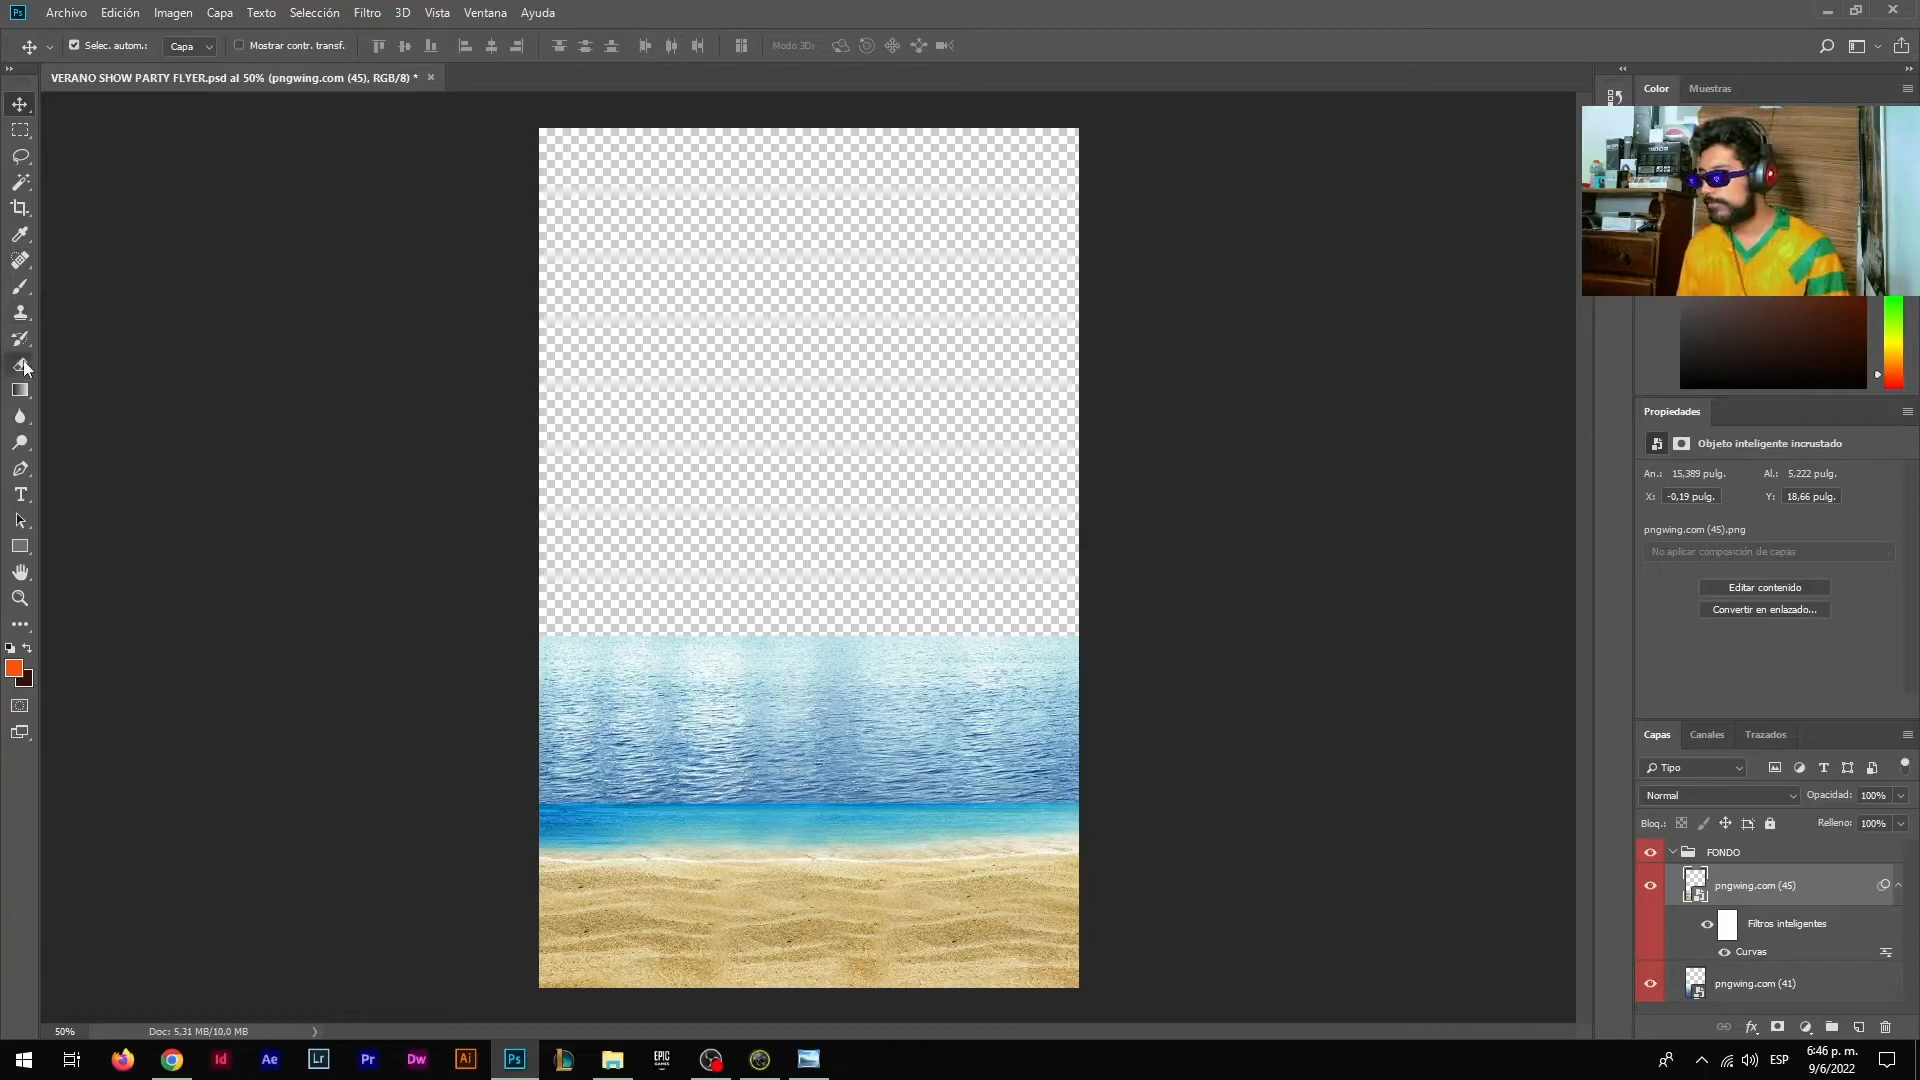 Ps Archivo Edición Imagen Capa Texto Selección Filtro 3D Vista Ventana Ayuda
Selec. autom.: Capa Mostrar contr. transf. Modo 3D:
VERANO SHOW PARTY FLYER.psd al 50% (pngwing.com (45), RGB/8) * ×
Color Muestras
Propiedades
Objeto inteligente incrustado
An.: 15,389 pulg. Al.: 5,222 pulg.
X: -0,19 pulg. Y: 18,66 pulg.
pngwing.com (45).png
No aplicar composición de capas
Editar contenido
Convertir en enlazado...
Capas Canales Trazados
Tipo
Normal Opacidad: 100%
Bloq.: Relleno: 100%
FONDO
pngwing.com (45)
Filtros inteligentes
Curvas
pngwing.com (41)
50% Doc: 5,31 MB/10,0 MB
Id Ae Lr Pr Dw Ai Ps EPIC GAMES ESP
6:46 p. m.
9/6/2022